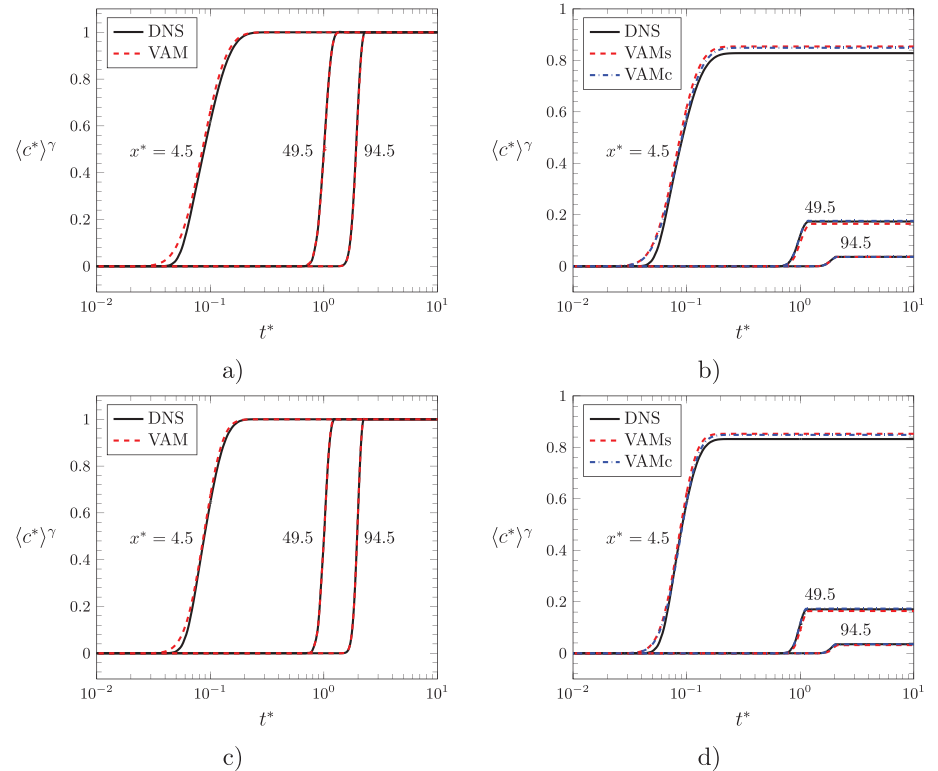 DNS
VAM
1
0.8
0.6
0.4
0.2
0
⟨c*⟩^γ
x* = 4.5
49.5
94.5
10^−2
10^−1
10^0
10^1
t*
a)
DNS
VAMs
VAMc
1
0.8
0.6
0.4
0.2
0
⟨c*⟩^γ
x* = 4.5
49.5
94.5
10^−2
10^−1
10^0
10^1
t*
b)
DNS
VAM
1
0.8
0.6
0.4
0.2
0
⟨c*⟩^γ
x* = 4.5
49.5
94.5
10^−2
10^−1
10^0
10^1
t*
c)
DNS
VAMs
VAMc
1
0.8
0.6
0.4
0.2
0
⟨c*⟩^γ
x* = 4.5
49.5
94.5
10^−2
10^−1
10^0
10^1
t*
d)